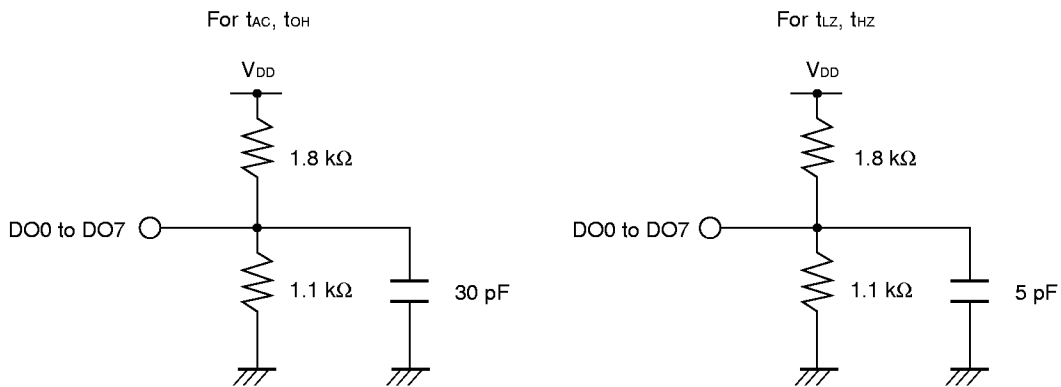 For tAC, tOH
VDD
1.8 kΩ
DO0 to DO7
1.1 kΩ
30 pF
For tLZ, tHZ
VDD
1.8 kΩ
DO0 to DO7
1.1 kΩ
5 pF